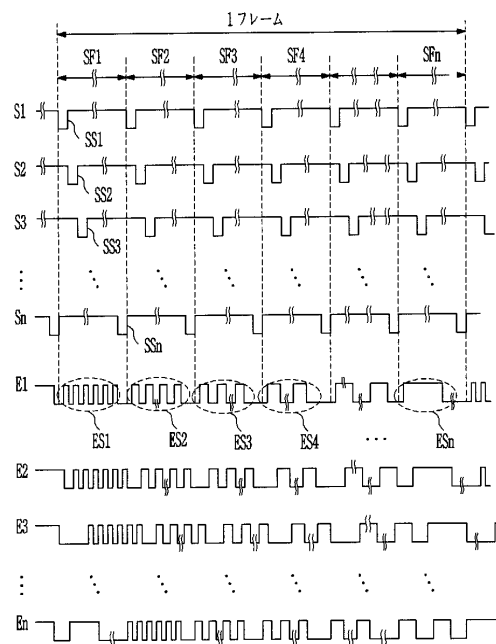 1フレーム
SF1 SF2 SF3 SF4 SFn
S1
SS1
S2
SS2
S3
SS3
Sn
SSn
E1
ES1 ES2 ES3 ES4 ESn
E2
E3
En